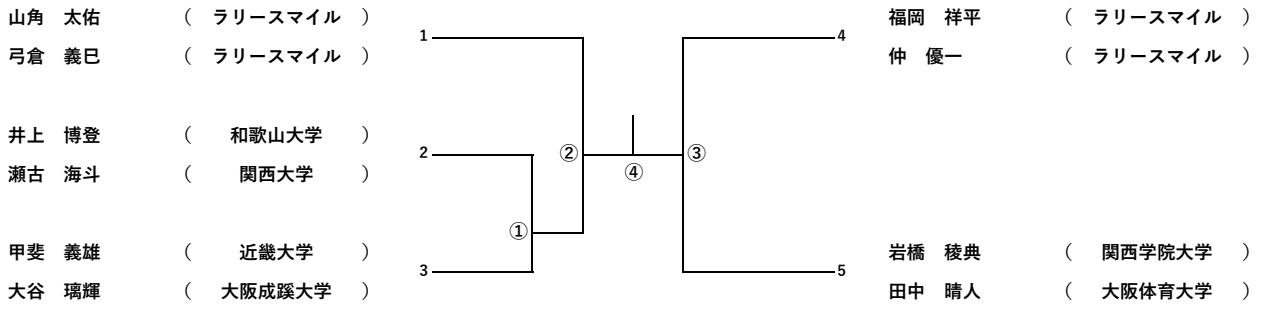 山角　太佑　（　ラリースマイル　）
弓倉　義巳　（　ラリースマイル　）
1
井上　博登　（　和歌山大学　）
瀬古　海斗　（　関西大学　）
2
甲斐　義雄　（　近畿大学　）
大谷　璃輝　（　大阪成蹊大学　）
3
①
②
④
③
福岡　祥平　（　ラリースマイル　）
仲　優一　（　ラリースマイル　）
4
岩橋　稜典　（　関西学院大学　）
田中　晴人　（　大阪体育大学　）
5